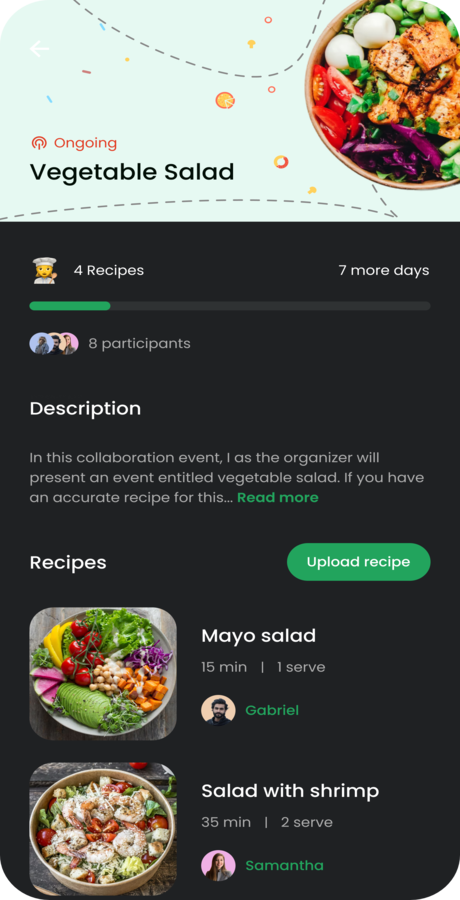 Ongoing
Vegetable Salad
4 Recipes
7 more days
8 participants
Description
In this collaboration event, I as the organizer will
present an event entitled vegetable salad. If you have
an accurate recipe for this... Read more
Recipes
Upload recipe
Mayo salad
15 min | 1 serve
Gabriel
Salad with shrimp
35 min | 2 serve
Samantha